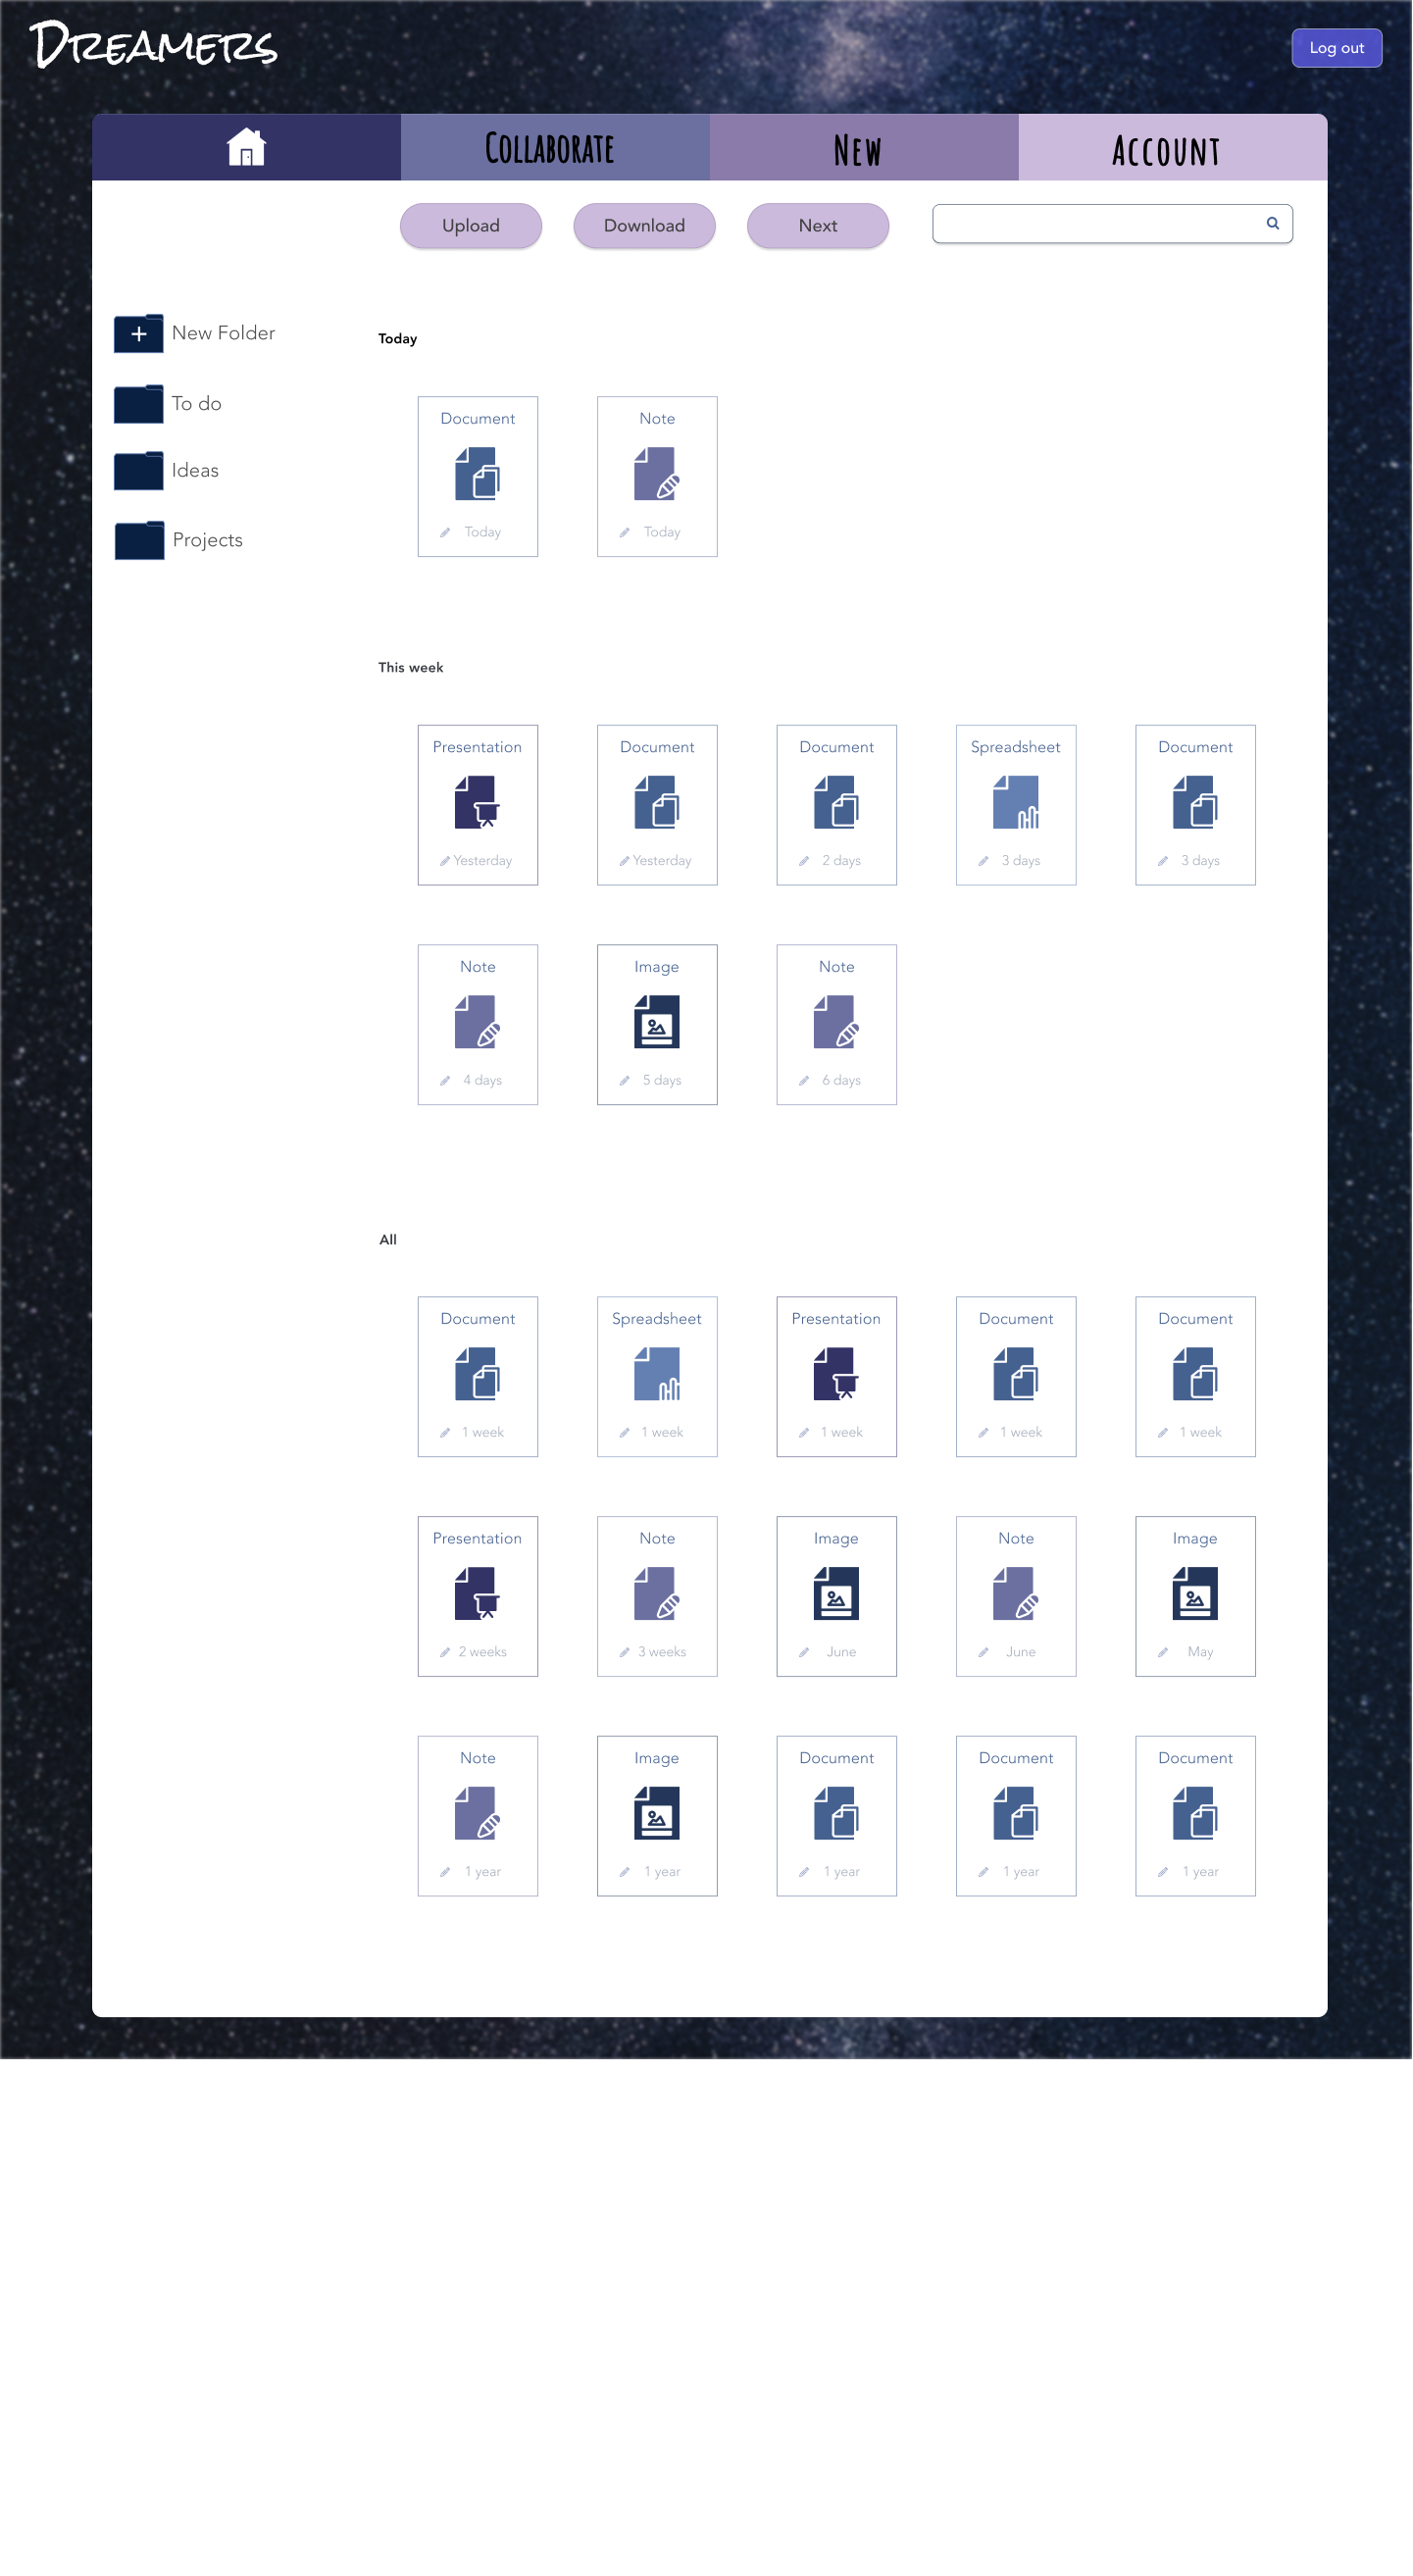 Dreamers
Log out
Collaborate
New
Account
Upload
Download
Next
New Folder
To do
Ideas
Projects
Today
Document
Note
Today
Today
This week
Presentation
Document
Document
Spreadsheet
Document
Yesterday
Yesterday
2 days
3 days
3 days
Note
Image
Note
4 days
5 days
6 days
All
Document
Spreadsheet
Presentation
Document
Document
1 week
1 week
1 week
1 week
1 week
Presentation
Note
Image
Note
Image
2 weeks
3 weeks
June
June
May
Note
Image
Document
Document
Document
1 year
1 year
1 year
1 year
1 year